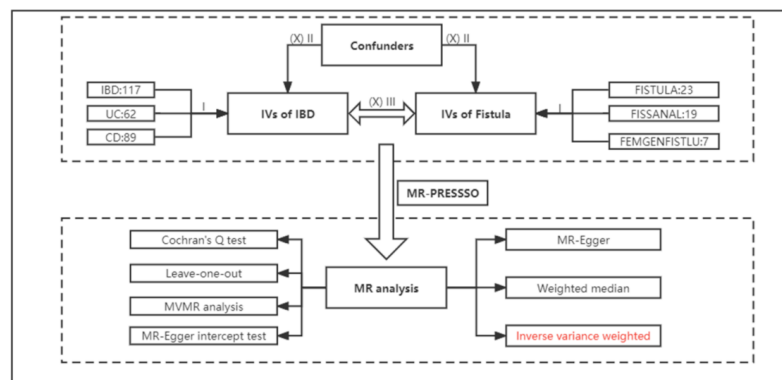 Confunders
(X) II
(X) II
IBD:117
UC:62
CD:89
I
IVs of IBD
(X) III
IVs of Fistula
I
FISTULA:23
FISSANAL:19
FEMGENFISTLU:7
MR-PRESSSO
Cochran's Q test
Leave-one-out
MVMR analysis
MR-Egger intercept test
MR analysis
MR-Egger
Weighted median
Inverse variance weighted